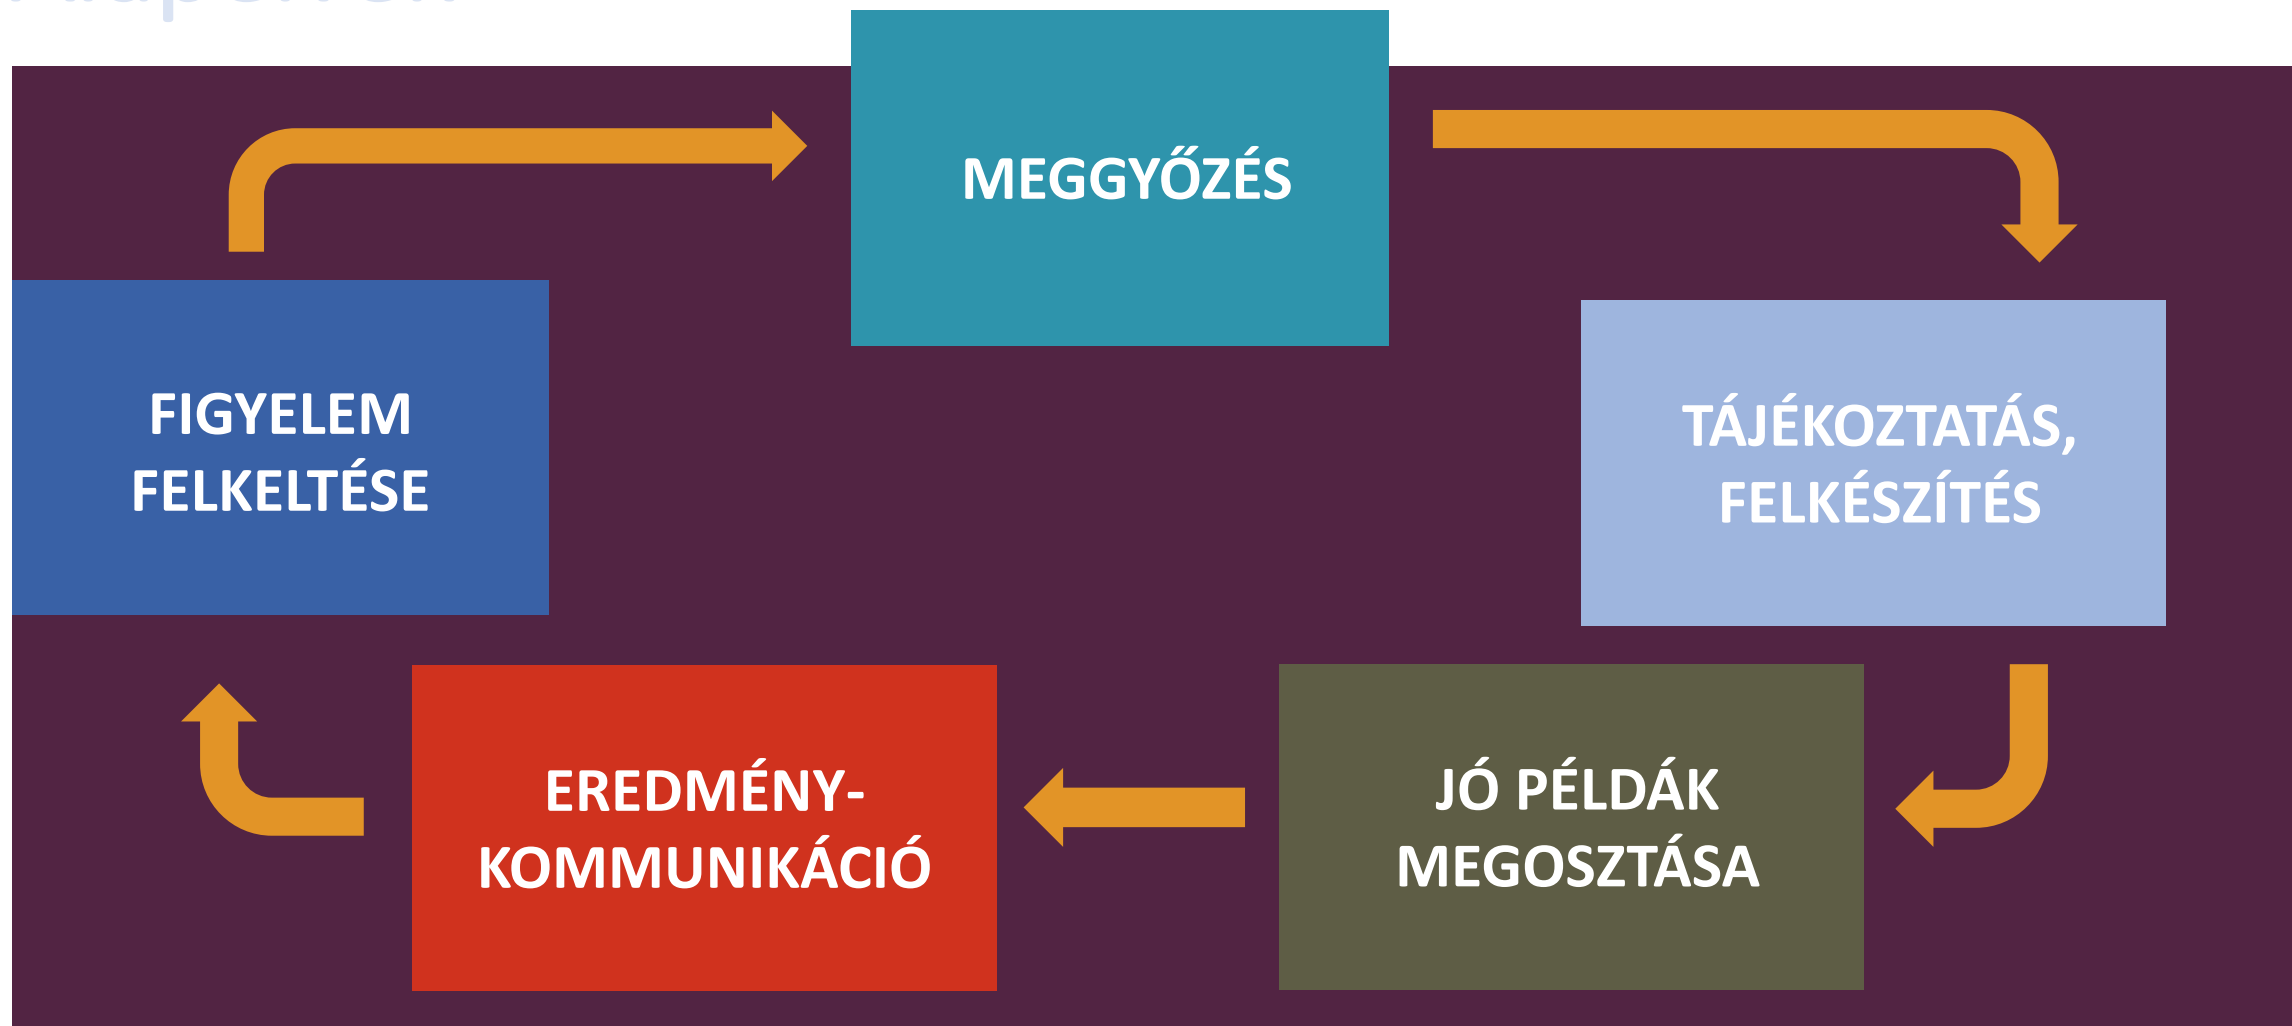 MEGGYŐZÉS
FIGYELEM
FELKELTÉSE
TÁJÉKOZTATÁS,
FELKÉSZÍTÉS
EREDMÉNY-
KOMMUNIKÁCIÓ
JÓ PÉLDÁK
MEGOSZTÁSA